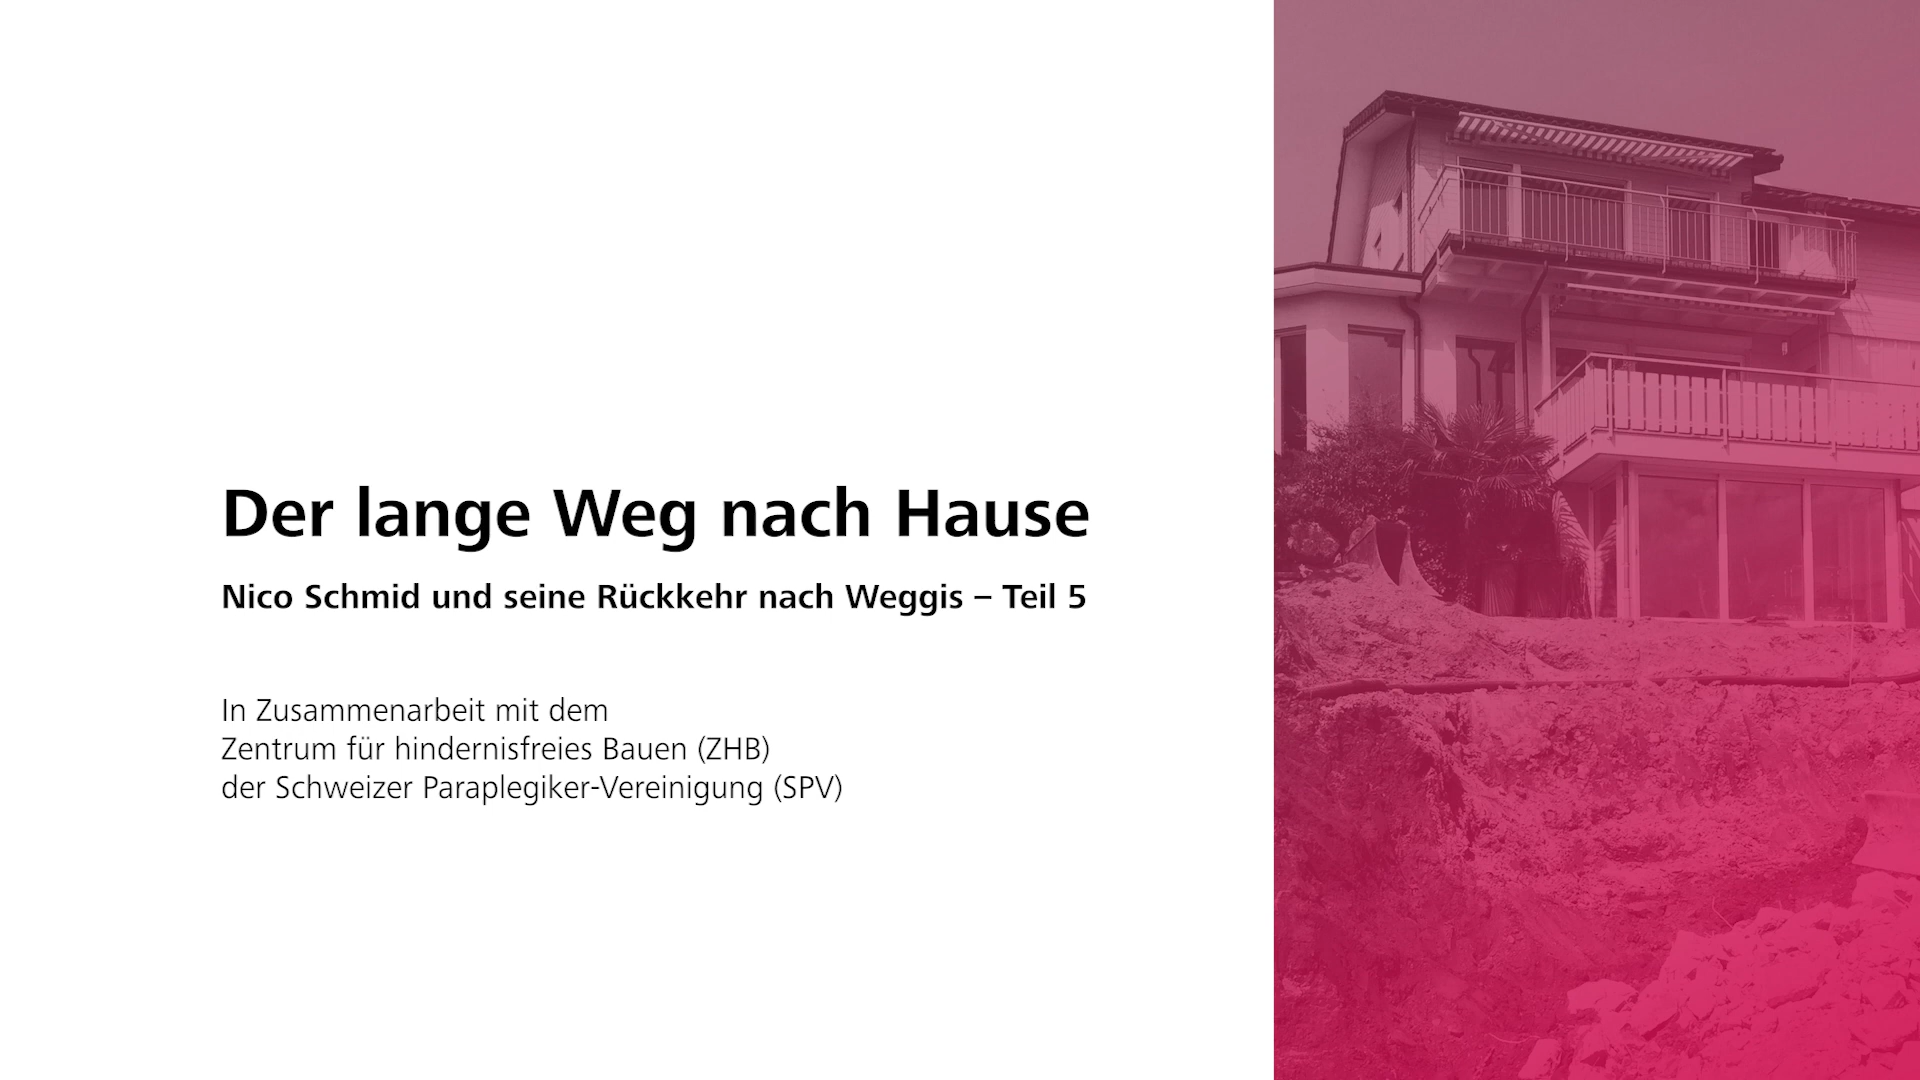 Der lange Weg nach Hause
Nico Schmid und seine Rückkehr nach Weggis – Teil 5
In Zusammenarbeit mit dem
Zentrum für hindernisfreies Bauen (ZHB)
der Schweizer Paraplegiker-Vereinigung (SPV)